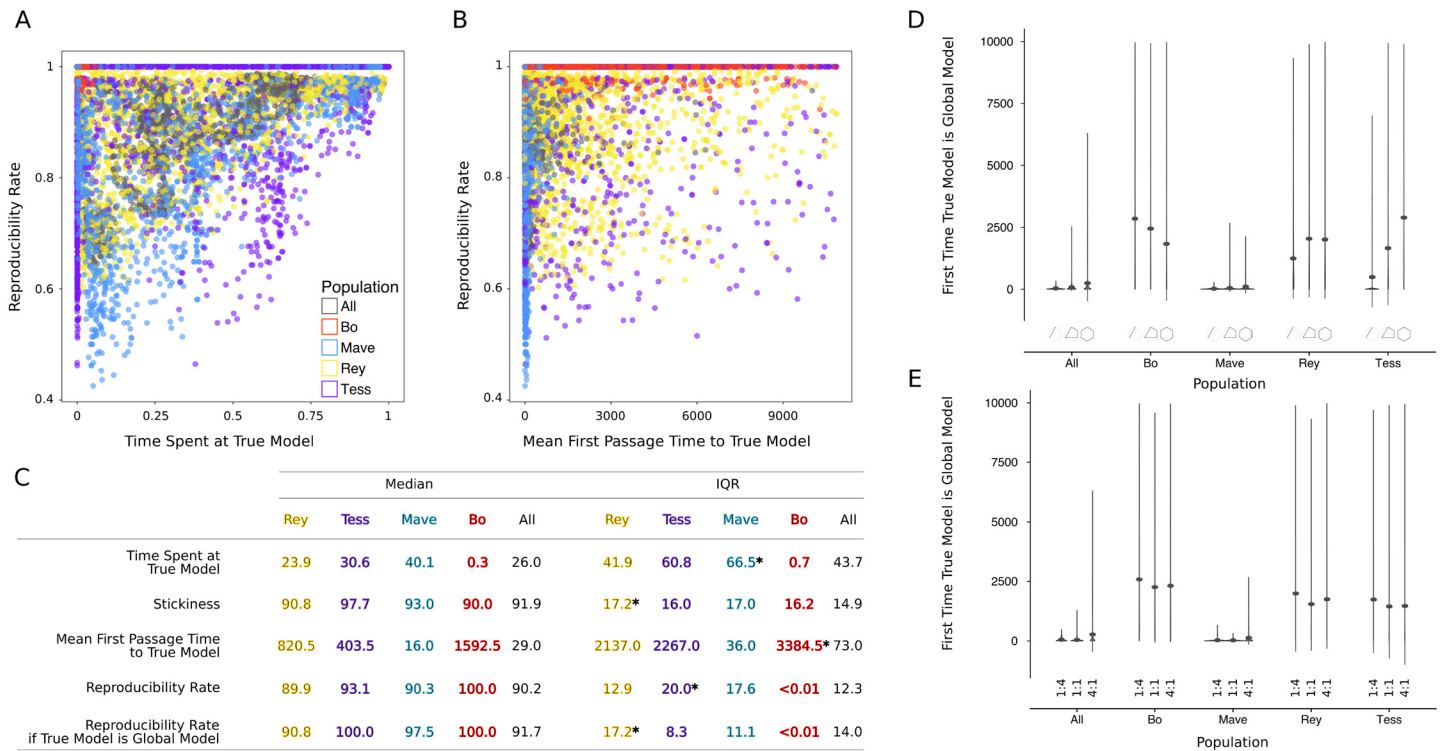 A
Reproducibility Rate
1
0.8
0.6
0.4
0
0.25
0.5
0.75
1
Time Spent at True Model
Population
All
Bo
Mave
Rey
Tess
B
Reproducibility Rate
1
0.8
0.6
0.4
0
3000
6000
9000
Mean First Passage Time to True Model
C
Median IQR
Rey Tess Mave Bo All Rey Tess Mave Bo All
Time Spent at
True Model
23.9 30.6 40.1 0.3 26.0 41.9 60.8 66.5* 0.7 43.7
Stickiness 90.8 97.7 93.0 90.0 91.9 17.2* 16.0 17.0 16.2 14.9
Mean First Passage Time
to True Model
820.5 403.5 16.0 1592.5 29.0 2137.0 2267.0 36.0 3384.5* 73.0
Reproducibility Rate 89.9 93.1 90.3 100.0 90.2 12.9 20.0* 17.6 <0.01 12.3
Reproducibility Rate
if True Model is Global Model
90.8 100.0 97.5 100.0 91.7 17.2* 8.3 11.1 <0.01 14.0
D
First Time True Model is Global Model
10000
7500
5000
2500
0
All Bo Mave Rey Tess
Population
E
First Time True Model is Global Model
10000
7500
5000
2500
0
1:4 1:1 4:1 1:4 1:1 4:1 1:4 1:1 4:1 1:4 1:1 4:1 1:4 1:1 4:1
All Bo Mave Rey Tess
Population